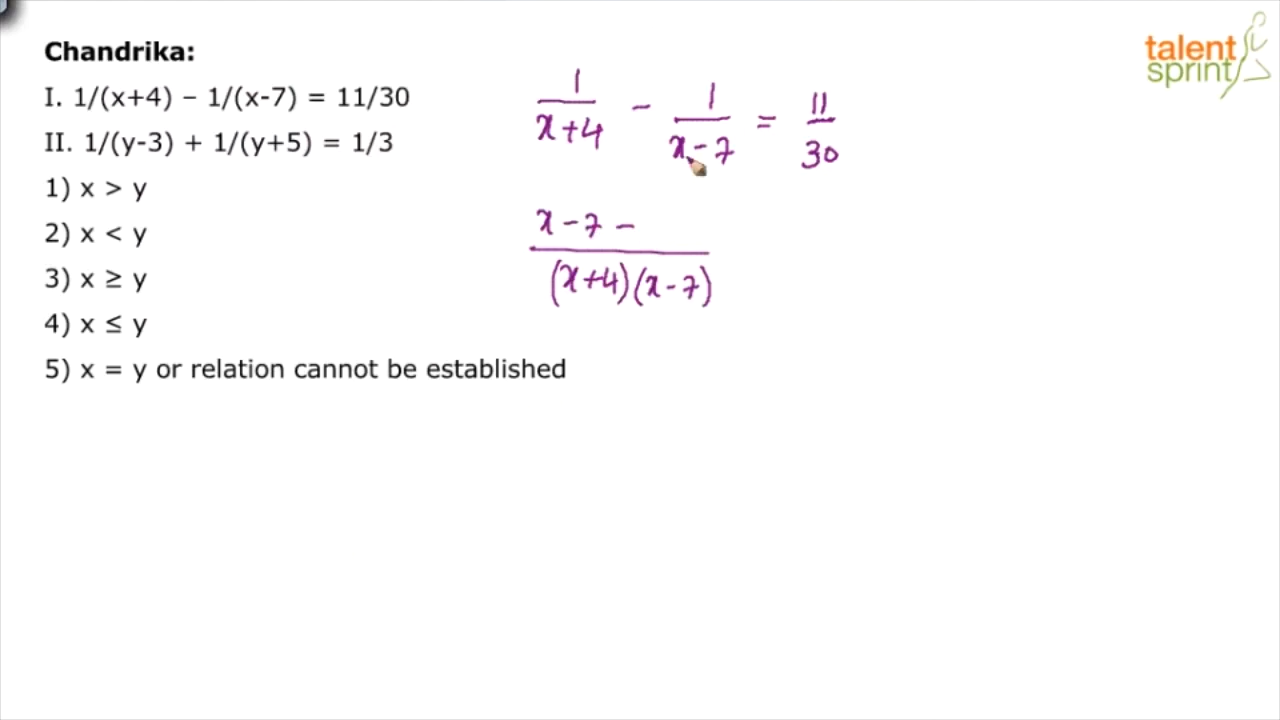 Chandrika:
I. 1/(x+4) – 1/(x-7) = 11/30
II. 1/(y-3) + 1/(y+5) = 1/3
1) x > y
2) x < y
3) x ≥ y
4) x ≤ y
5) x = y or relation cannot be established
talent
sprint
1/(x+4) - 1/(x-7) = 11/30
x-7-
(x+4)(x-7)